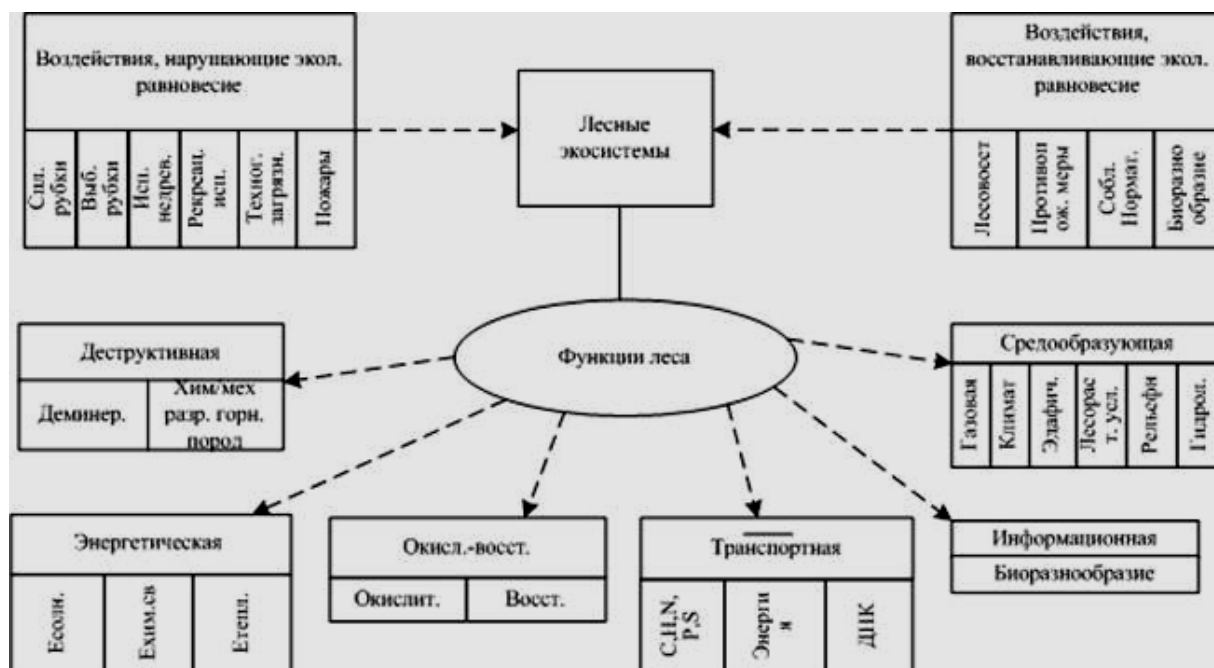 Воздействия, нарушающие экол.
равновесие
Спл.
рубки
Выб.
рубки
Исп.
недрев.
Рекреац.
исп.
Техног.
загрязн.
Пожары
Лесные
экосистемы
Воздействия,
восстанавливающие экол.
равновесие
Лесовосст
Противоп
ож. меры
Собл.
Нормат.
Биоразно
образие
Функции леса
Деструктивная
Деминер.
Хим/мех
разр. горн.
пород
Средообразующая
Газовая
Климат
Эдафич.
Лесорас
т. усл.
Рельефн
Гидрол.
Энергетическая
Eсолн.
Eхим.св
Eтепл.
Окисл.-восст.
Окислит.
Восст.
Транспортная
C,H,N,
P,S
Энерги
я
ДНК
Информационная
Биоразнообразие